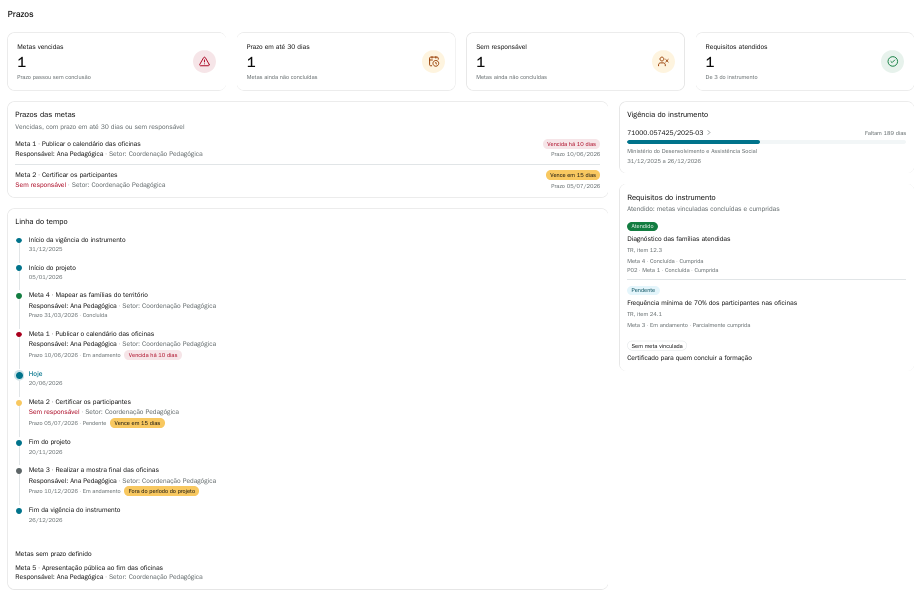 Prazos
Metas vencidas
1
Prazo passou sem conclusão
Prazo em até 30 dias
1
Metas ainda não concluídas
Sem responsável
1
Metas ainda não concluídas
Requisitos atendidos
1
De 3 do instrumento
Prazos das metas
Vencidas, com prazo em até 30 dias ou sem responsável
Meta 1 · Publicar o calendário das oficinas
Vencida há 10 dias
Responsável: Ana Pedagógica · Setor: Coordenação Pedagógica
Prazo 10/06/2026
Meta 2 · Certificar os participantes
Vence em 15 dias
Sem responsável · Setor: Coordenação Pedagógica
Prazo 05/07/2026
Linha do tempo
Início da vigência do instrumento
31/12/2025
Início do projeto
05/01/2026
Meta 4 · Mapear as famílias do território
Responsável: Ana Pedagógica · Setor: Coordenação Pedagógica
Prazo 31/03/2026 · Concluída
Meta 1 · Publicar o calendário das oficinas
Responsável: Ana Pedagógica · Setor: Coordenação Pedagógica
Prazo 10/06/2026 · Em andamento Vencida há 10 dias
Hoje
20/06/2026
Meta 2 · Certificar os participantes
Sem responsável · Setor: Coordenação Pedagógica
Prazo 05/07/2026 · Pendente Vence em 15 dias
Fim do projeto
20/11/2026
Meta 3 · Realizar a mostra final das oficinas
Responsável: Ana Pedagógica · Setor: Coordenação Pedagógica
Prazo 10/12/2026 · Em andamento Fora do período do projeto
Fim da vigência do instrumento
26/12/2026
Metas sem prazo definido
Meta 5 · Apresentação pública ao fim das oficinas
Responsável: Ana Pedagógica · Setor: Coordenação Pedagógica
Vigência do instrumento
71000.057425/2025-03
Faltam 189 dias
Ministério do Desenvolvimento e Assistência Social
31/12/2025 a 26/12/2026
Requisitos do instrumento
Atendido: metas vinculadas concluídas e cumpridas
Atendido
Diagnóstico das famílias atendidas
TR, item 12.3
Meta 4 · Concluída · Cumprida
P02 · Meta 1 · Concluída · Cumprida
Pendente
Frequência mínima de 70% dos participantes nas oficinas
TR, item 24.1
Meta 3 · Em andamento · Parcialmente cumprida
Sem meta vinculada
Certificado para quem concluir a formação